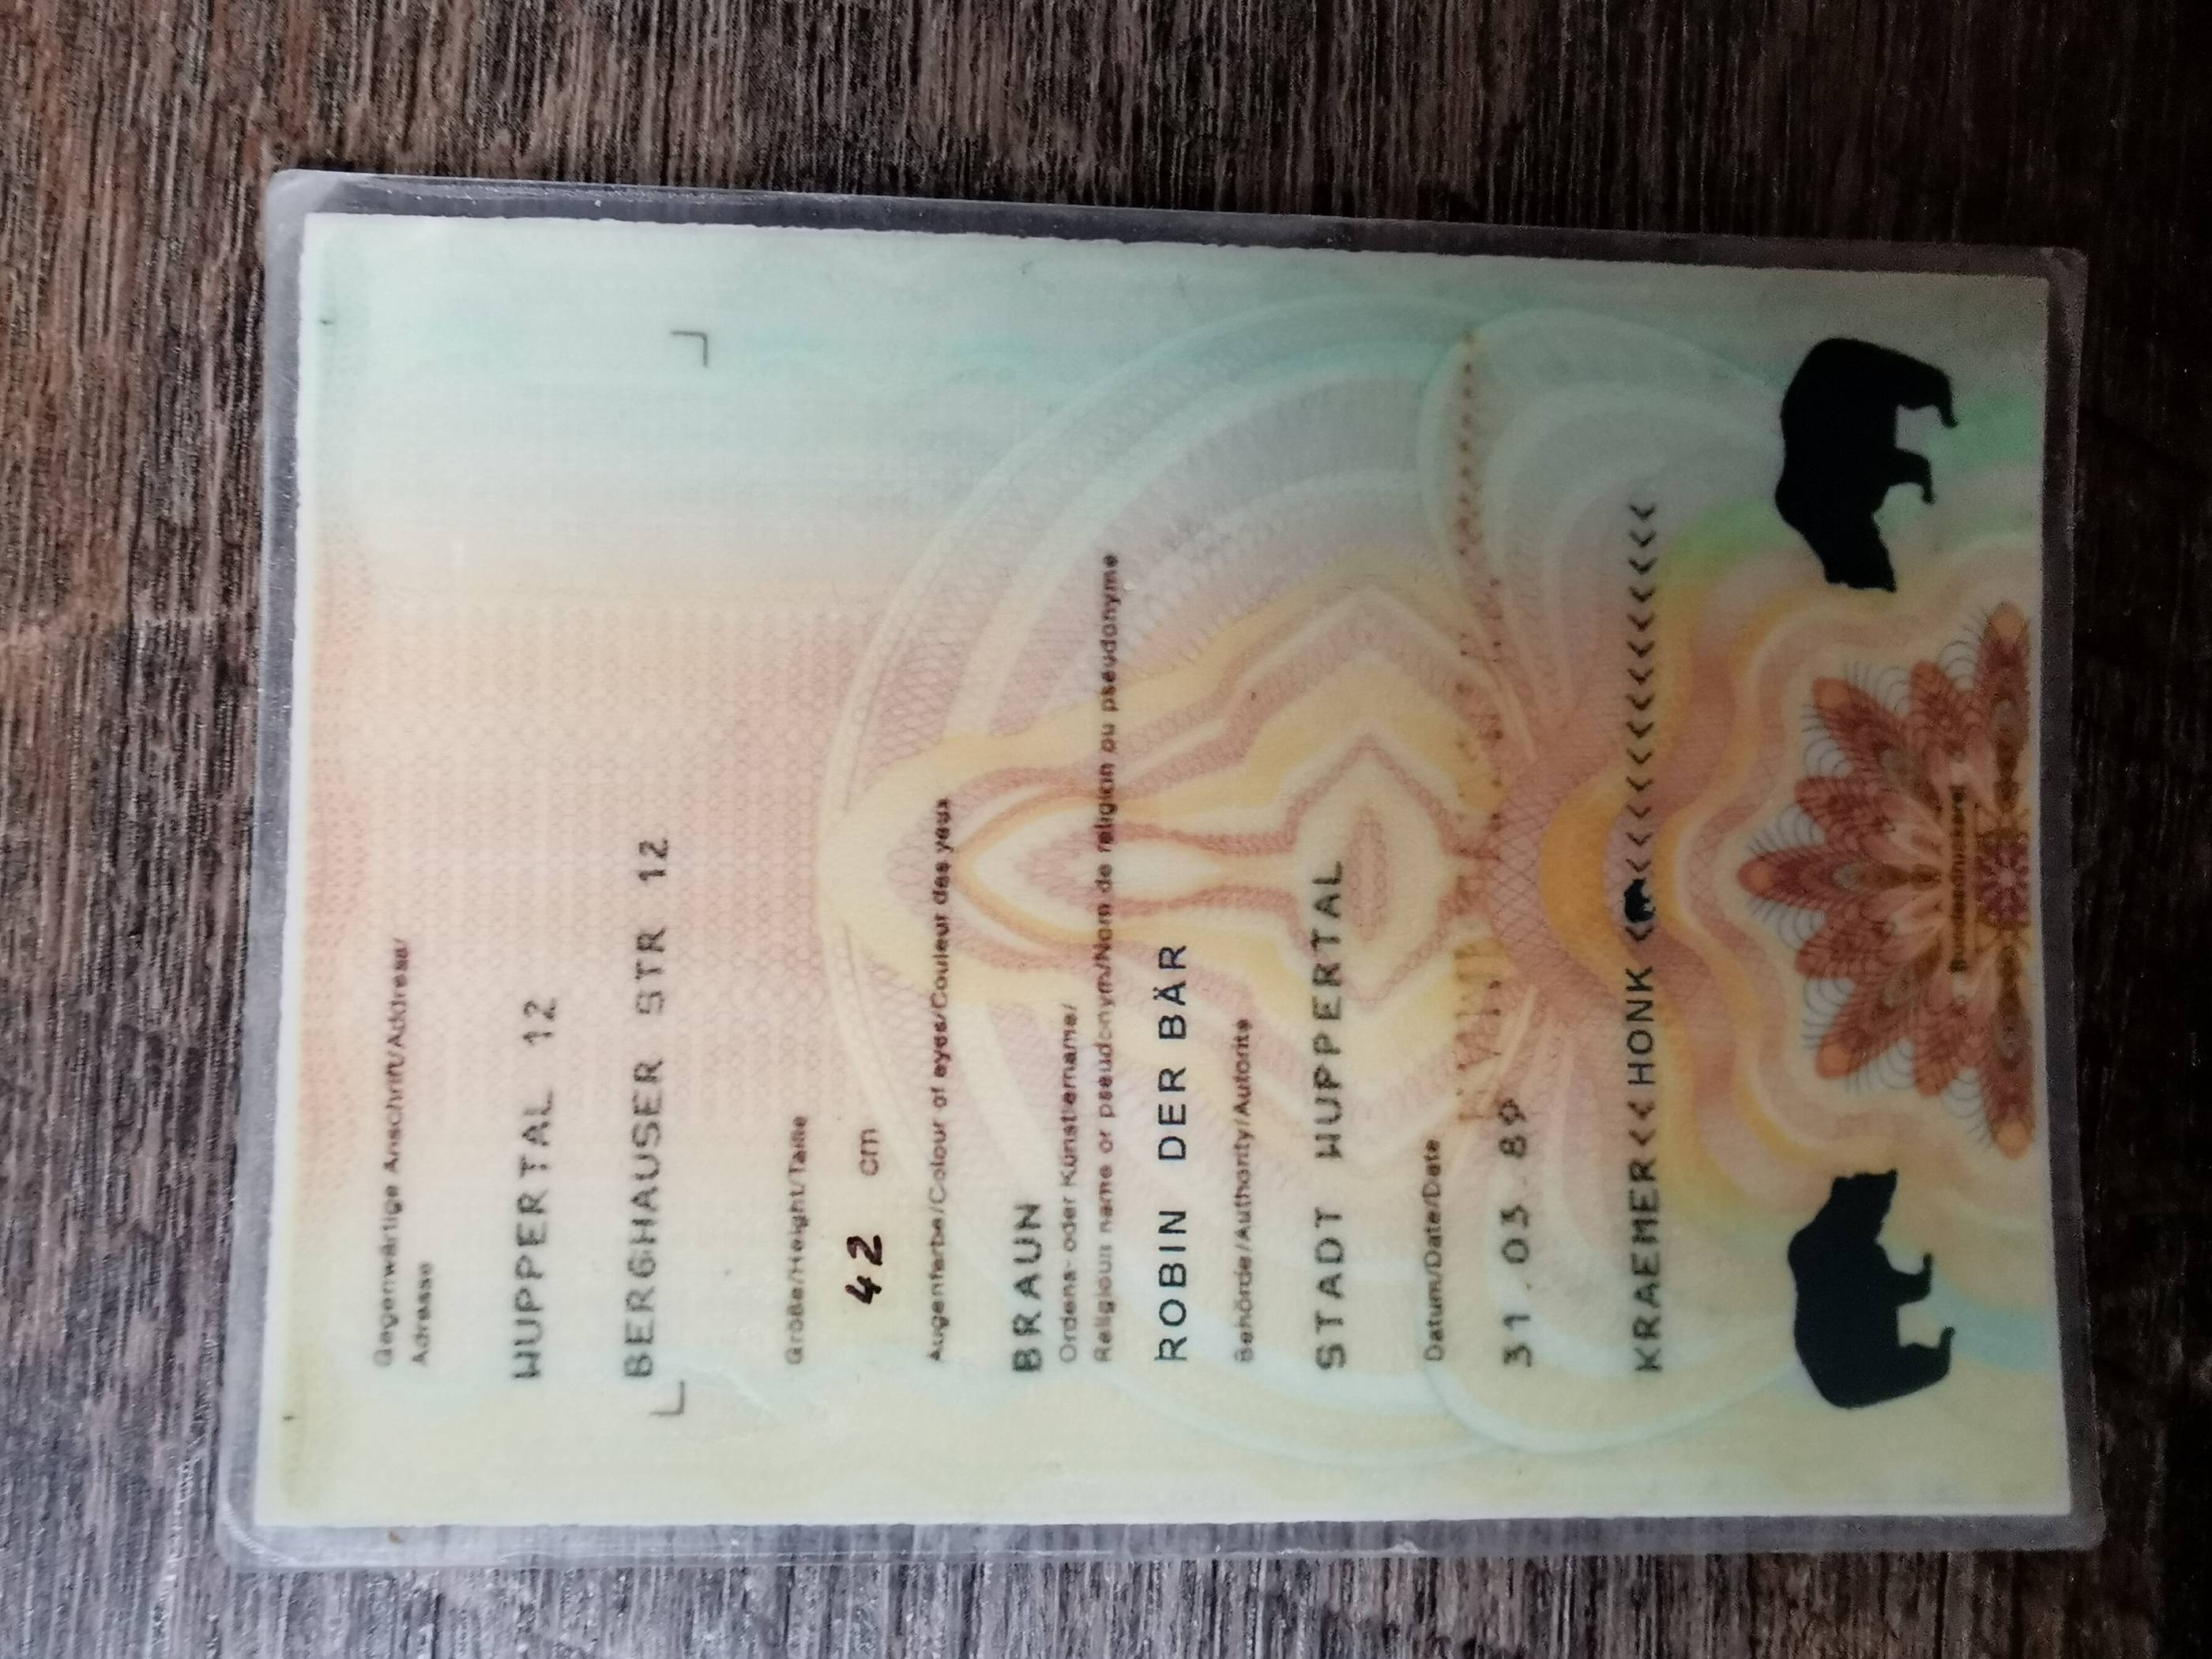 Gegenwärtige Anschrift/Address/
Adresse
WUPPERTAL 12
BERGHAUSER STR 12
Größe/Height/Taille
42 cm
Augenfarbe/Colour of eyes/Couleur des yeux
BRAUN
Ordens- oder Künstlername/
Religious name or pseudonym/Nom de religion ou pseudonyme
ROBIN DER BÄR
Behörde/Authority/Autorité
STADT WUPPERTAL
Datum/Date/Date
31.03.89
KRAEMER<<HONK <<<<<<<<<<<<<<<
Bundesdruckerei